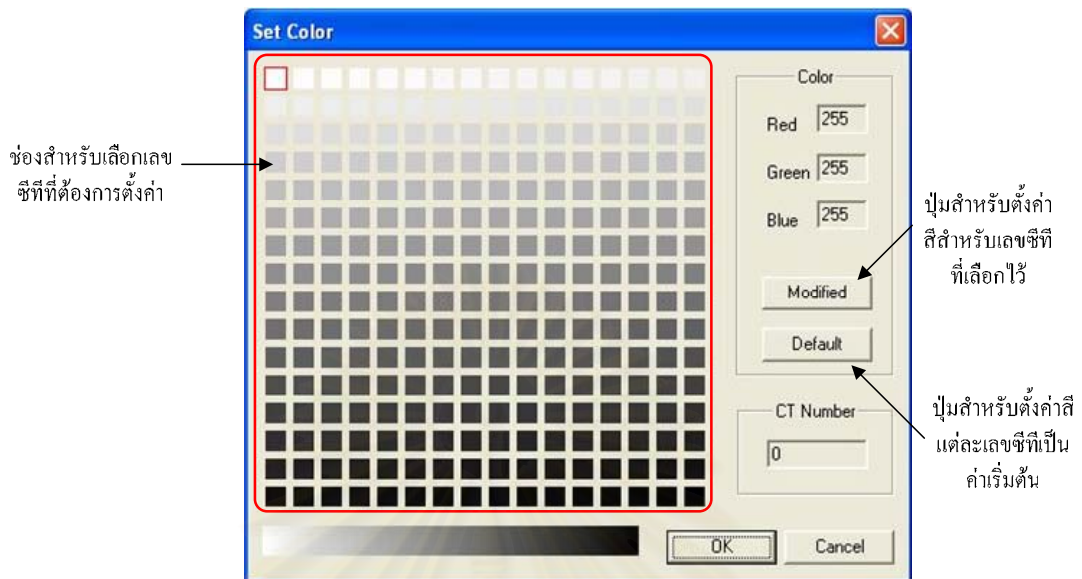 Set Color
ช่องสำหรับเลือกเลข
ซีทีที่ต้องการตั้งค่า
Color
Red 255
Green 255
Blue 255
Modified
Default
CT Number
0
OK Cancel
ปุ่มสำหรับตั้งค่า
สีสำหรับเลขซีที
ที่เลือกไว้
ปุ่มสำหรับตั้งค่าสี
แต่ละเลขซีทีเป็น
ค่าเริ่มต้น